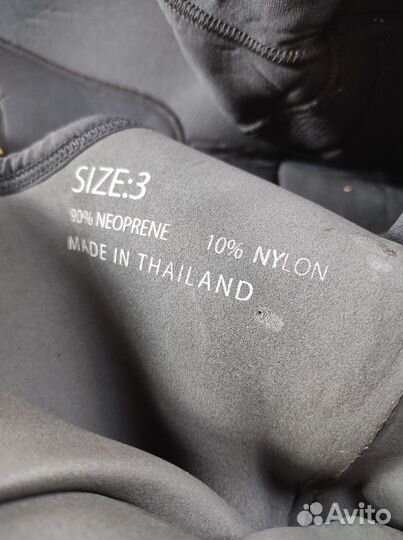 SIZE:3
90% NEOPRENE 10% NYLON
MADE IN THAILAND
Avito